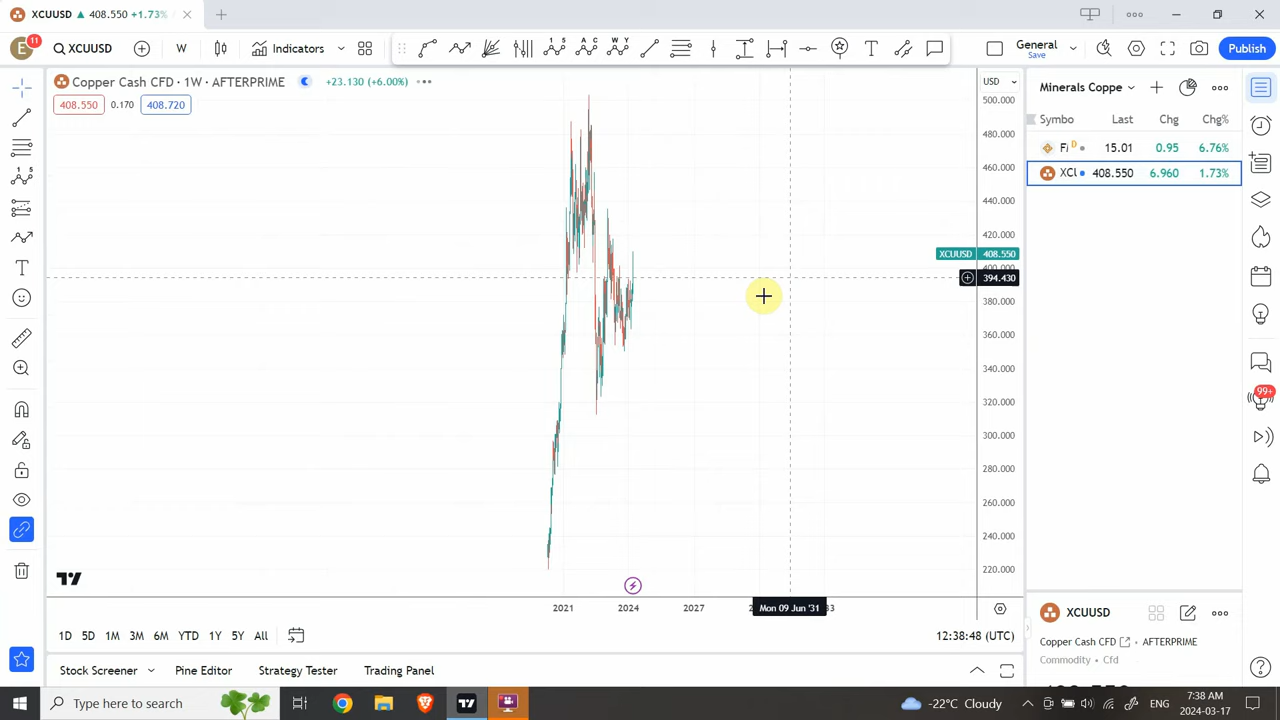 XCUUSD ▲ 408.550 +1.73%
E 11 XCUUSD W Indicators General Save Publish
Copper Cash CFD · 1W · AFTERPRIME +23.130 (+6.00%)
408.550 0.170 408.720
USD
500.000
480.000
460.000
440.000
420.000
XCUUSD 408.550
400.000
394.430
380.000
360.000
340.000
320.000
300.000
280.000
260.000
240.000
220.000
2021 2024 2027 Mon 09 Jun '31
1D 5D 1M 3M 6M YTD 1Y 5Y All
12:38:48 (UTC)
Stock Screener Pine Editor Strategy Tester Trading Panel
Minerals Coppe
Symbo Last Chg Chg%
D 15.01 0.95 6.76%
XCU 408.550 6.960 1.73%
99+
XCUUSD
Copper Cash CFD · AFTERPRIME
Commodity · Cfd
Type here to search
-22°C Cloudy
ENG
7:38 AM
2024-03-17